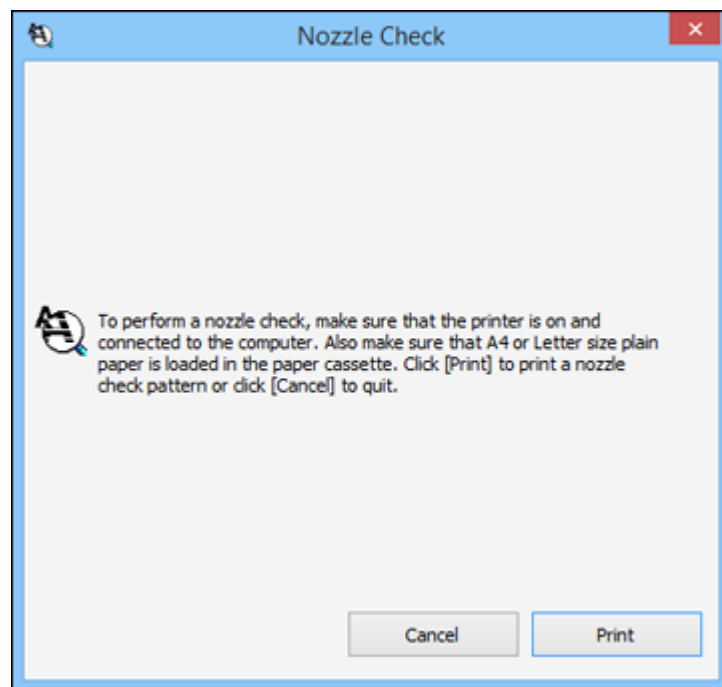 Nozzle Check
To perform a nozzle check, make sure that the printer is on and
connected to the computer. Also make sure that A4 or Letter size plain
paper is loaded in the paper cassette. Click [Print] to print a nozzle
check pattern or click [Cancel] to quit.
Cancel
Print